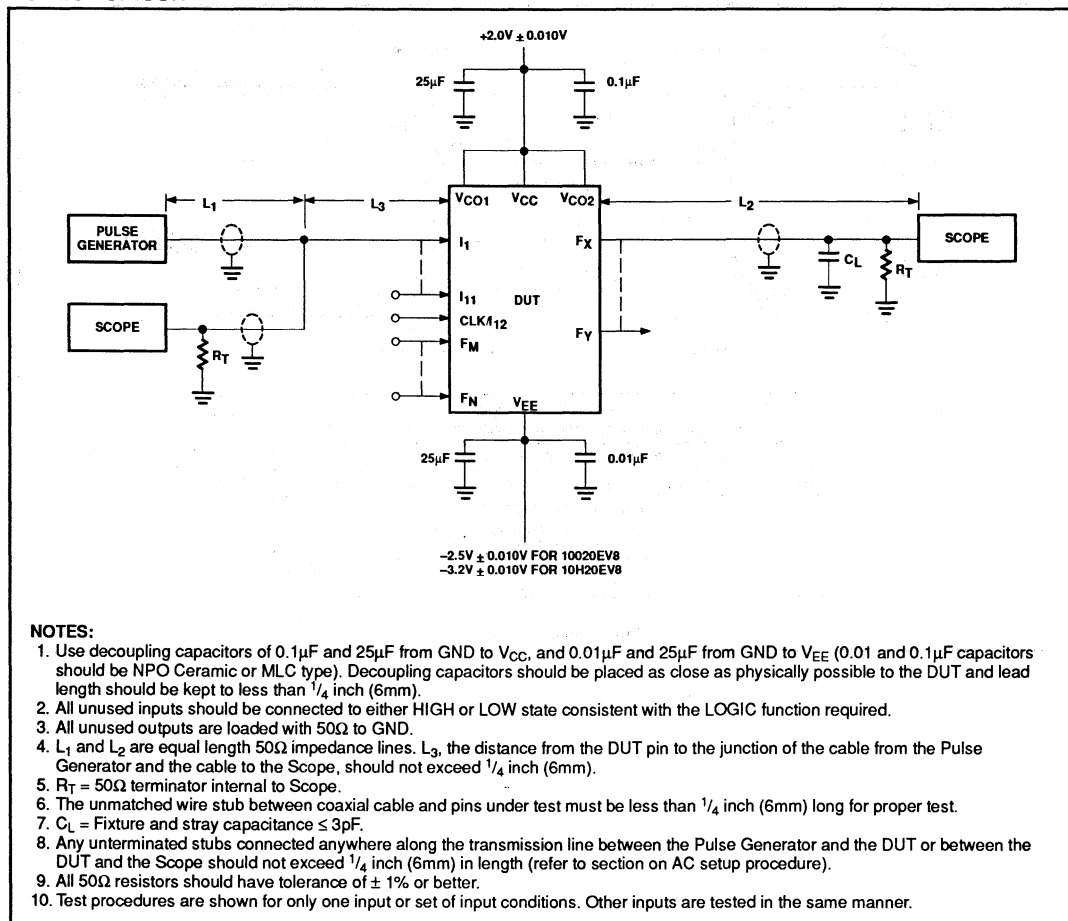 +2.0V ± 0.010V
25µF
0.1µF
L1
L3
VCO1
VCC
VCO2
L2
PULSE
GENERATOR
I1
FX
SCOPE
CL
RT
I11
DUT
SCOPE
CLK/I12
RT
FM
FY
FN
VEE
25µF
0.01µF
–2.5V ± 0.010V FOR 10020EV8
–3.2V ± 0.010V FOR 10H20EV8
NOTES:
1. Use decoupling capacitors of 0.1µF and 25µF from GND to VCC, and 0.01µF and 25µF from GND to VEE (0.01 and 0.1µF capacitors
should be NPO Ceramic or MLC type). Decoupling capacitors should be placed as close as physically possible to the DUT and lead
length should be kept to less than 1/4 inch (6mm).
2. All unused inputs should be connected to either HIGH or LOW state consistent with the LOGIC function required.
3. All unused outputs are loaded with 50Ω to GND.
4. L1 and L2 are equal length 50Ω impedance lines. L3, the distance from the DUT pin to the junction of the cable from the Pulse
Generator and the cable to the Scope, should not exceed 1/4 inch (6mm).
5. RT = 50Ω terminator internal to Scope.
6. The unmatched wire stub between coaxial cable and pins under test must be less than 1/4 inch (6mm) long for proper test.
7. CL = Fixture and stray capacitance ≤ 3pF.
8. Any unterminated stubs connected anywhere along the transmission line between the Pulse Generator and the DUT or between the
DUT and the Scope should not exceed 1/4 inch (6mm) in length (refer to section on AC setup procedure).
9. All 50Ω resistors should have tolerance of ± 1% or better.
10. Test procedures are shown for only one input or set of input conditions. Other inputs are tested in the same manner.